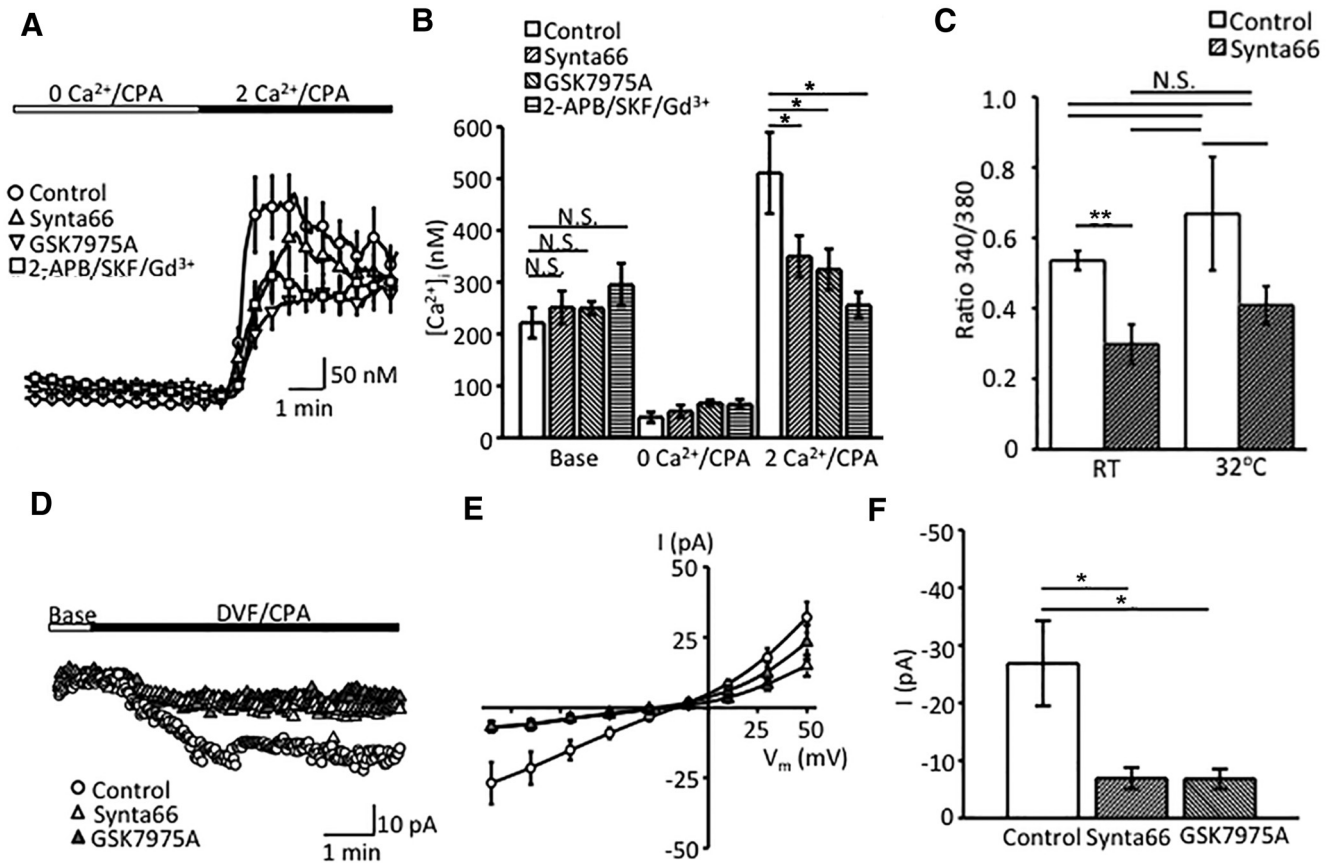 A
0 Ca²⁺/CPA 2 Ca²⁺/CPA
Control
Synta66
GSK7975A
2-APB/SKF/Gd³⁺
50 nM
1 min
B
Control
Synta66
GSK7975A
2-APB/SKF/Gd³⁺
* * *
600
500
400
300
200
100
0
[Ca²⁺]ᵢ (nM)
N.S.
N.S.
N.S.
Base 0 Ca²⁺/CPA 2 Ca²⁺/CPA
C
Control
Synta66
N.S.
1.0
0.8
0.6
0.4
0.2
0
Ratio 340/380
**
RT 32°C
D
Base DVF/CPA
Control
Synta66
GSK7975A
10 pA
1 min
E
I (pA)
50
25
25 50
Vₘ (mV)
-25
-50
F
-50
-40
-30
-20
-10
0
I (pA)
*
*
Control Synta66 GSK7975A